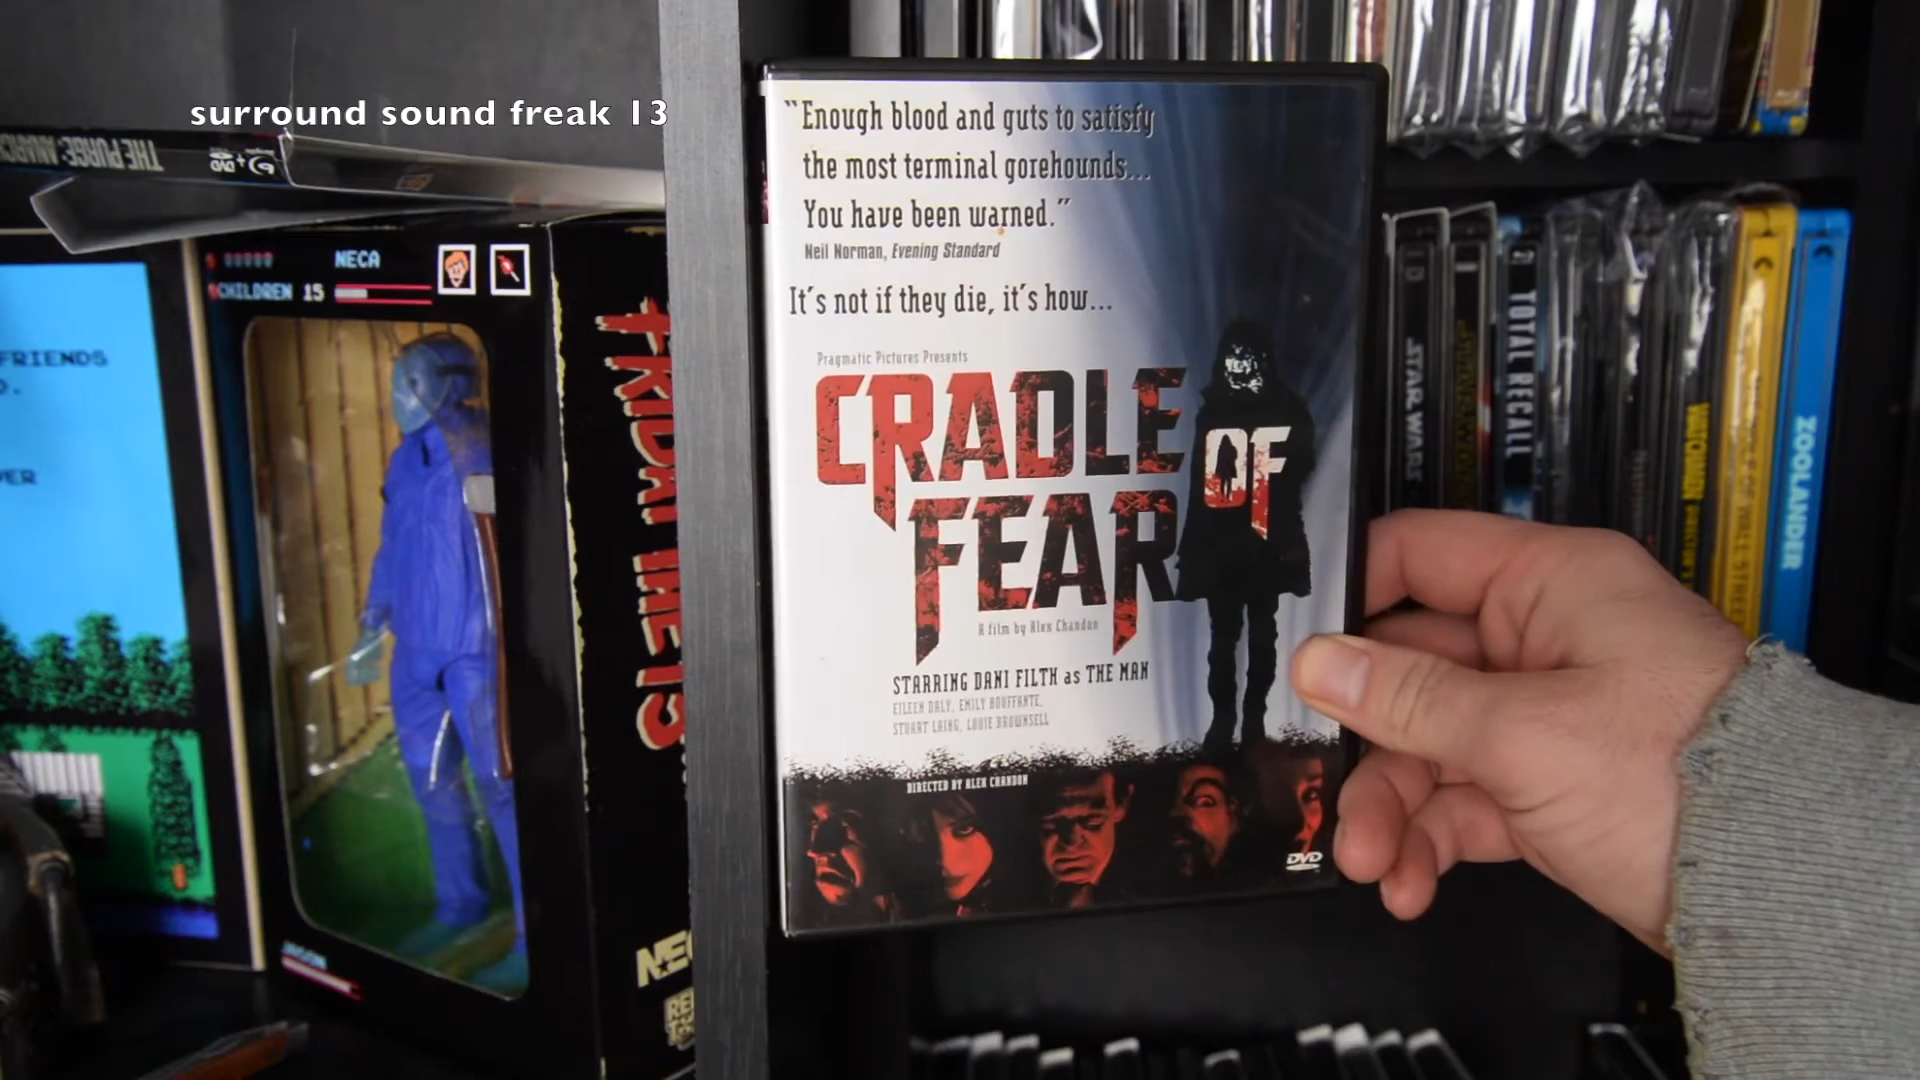 surround sound freak 13
THE PURGE: ANARCHY
DVD
NECA
CHILDREN 15
FRIENDS
JASON
FRIDAY THE 13
NECA
“Enough blood and guts to satisfy
the most terminal gorehounds...
You have been warned.”
Neil Norman, Evening Standard
It's not if they die, it's how...
Pragmatic Pictures Presents
CRADLE
OF
FEAR
A film by Alex Chandon
STARRING DANI FILTH as THE MAN
EILEEN DALY, EMILY BOUFFANTE,
STUART LAING, LOUIE BROWNSELL
DIRECTED BY ALEX CHANDON
DVD
STAR WARS
TOTAL RECALL
ZOOLANDER